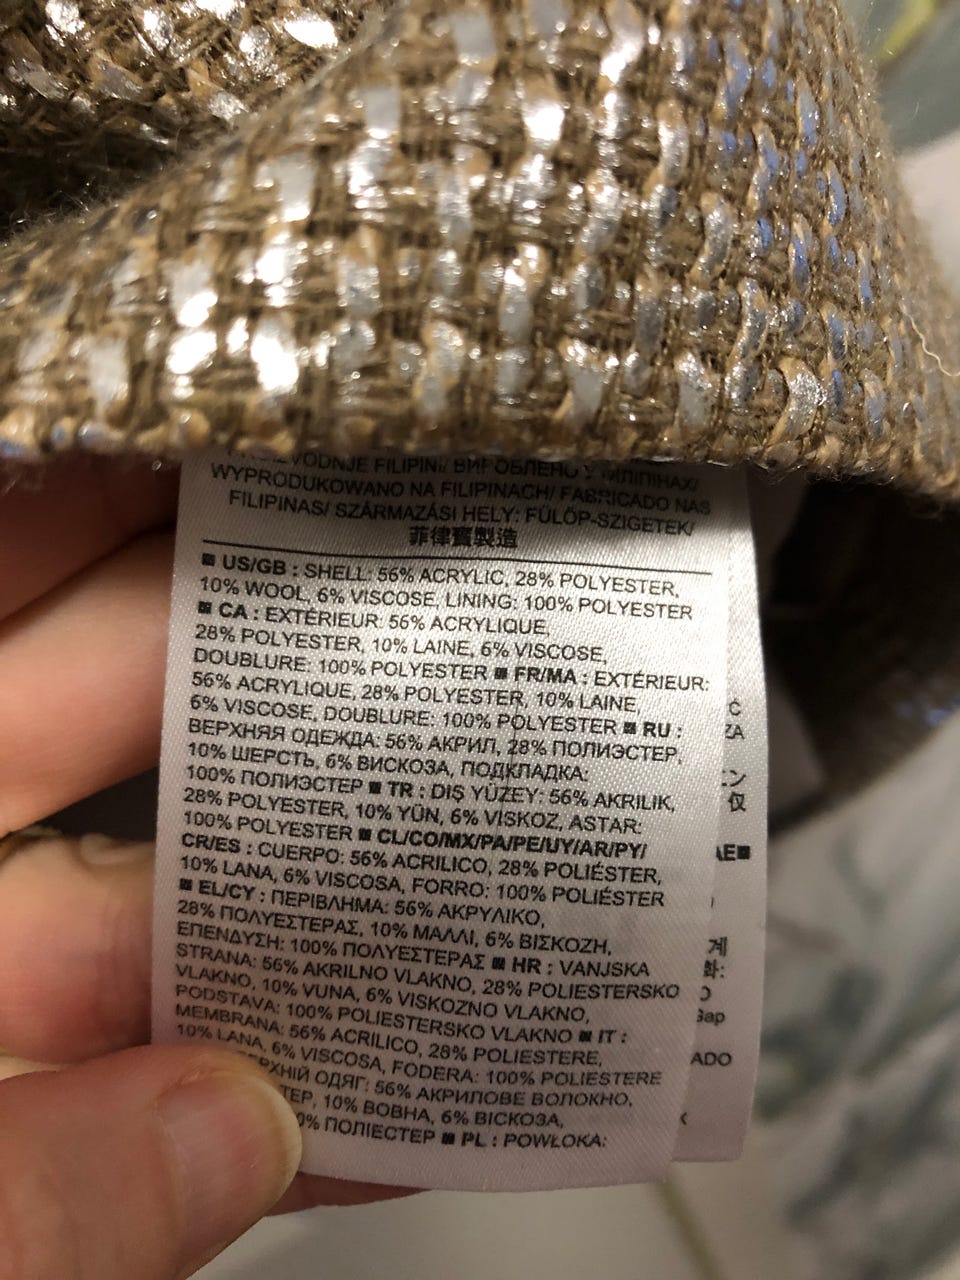 FILIPINI/
WYPRODUKOWANO NA FILIPINACH/ FABRICADO NAS
FILIPINAS/ SZÁRMAZÁSI HELY: FÜLÖP-SZIGETEK/
菲律賓製造
■ US/GB : SHELL: 56% ACRYLIC, 28% POLYESTER,
10% WOOL, 6% VISCOSE, LINING: 100% POLYESTER
■ CA : EXTÉRIEUR: 56% ACRYLIQUE,
28% POLYESTER, 10% LAINE, 6% VISCOSE,
DOUBLURE: 100% POLYESTER ■ FR/MA : EXTÉRIEUR:
56% ACRYLIQUE, 28% POLYESTER, 10% LAINE,
6% VISCOSE, DOUBLURE: 100% POLYESTER ■ RU :
ВЕРХНЯЯ ОДЕЖДА: 56% АКРИЛ, 28% ПОЛИЭСТЕР,
10% ШЕРСТЬ, 6% ВИСКОЗА, ПОДКЛАДКА:
100% ПОЛИЭСТЕР ■ TR : DIŞ YÜZEY: 56% AKRILIK,
28% POLYESTER, 10% YÜN, 6% VISKOZ, ASTAR:
100% POLYESTER ■ CL/CO/MX/PA/PE/UY/AR/PY/
CR/ES : CUERPO: 56% ACRILICO, 28% POLIÉSTER,
10% LANA, 6% VISCOSA, FORRO: 100% POLIÉSTER
■ EL/CY : ΠΕΡΙΒΛΗΜΑ: 56% ΑΚΡΥΛΙΚΟ,
28% ΠΟΛΥΕΣΤΕΡΑΣ, 10% ΜΑΛΛΙ, 6% ΒΙΣΚΟΖΗ,
ΕΠΕΝΔΥΣΗ: 100% ΠΟΛΥΕΣΤΕΡΑΣ ■ HR : VANJSKA
STRANA: 56% AKRILNO VLAKNO, 28% POLIESTERSKO
VLAKNO, 10% VUNA, 6% VISKOZNO VLAKNO,
PODSTAVA: 100% POLIESTERSKO VLAKNO ■ IT :
MEMBRANA: 56% ACRILICO, 28% POLIESTERE,
10% LANA, 6% VISCOSA, FODERA: 100% POLIESTERE
ОДЯГ: 56% АКРИЛОВЕ ВОЛОКНО,
10% ВОВНА, 6% ВІСКОЗА,
ПОЛІЕСТЕР ■ PL : POWŁOKA: